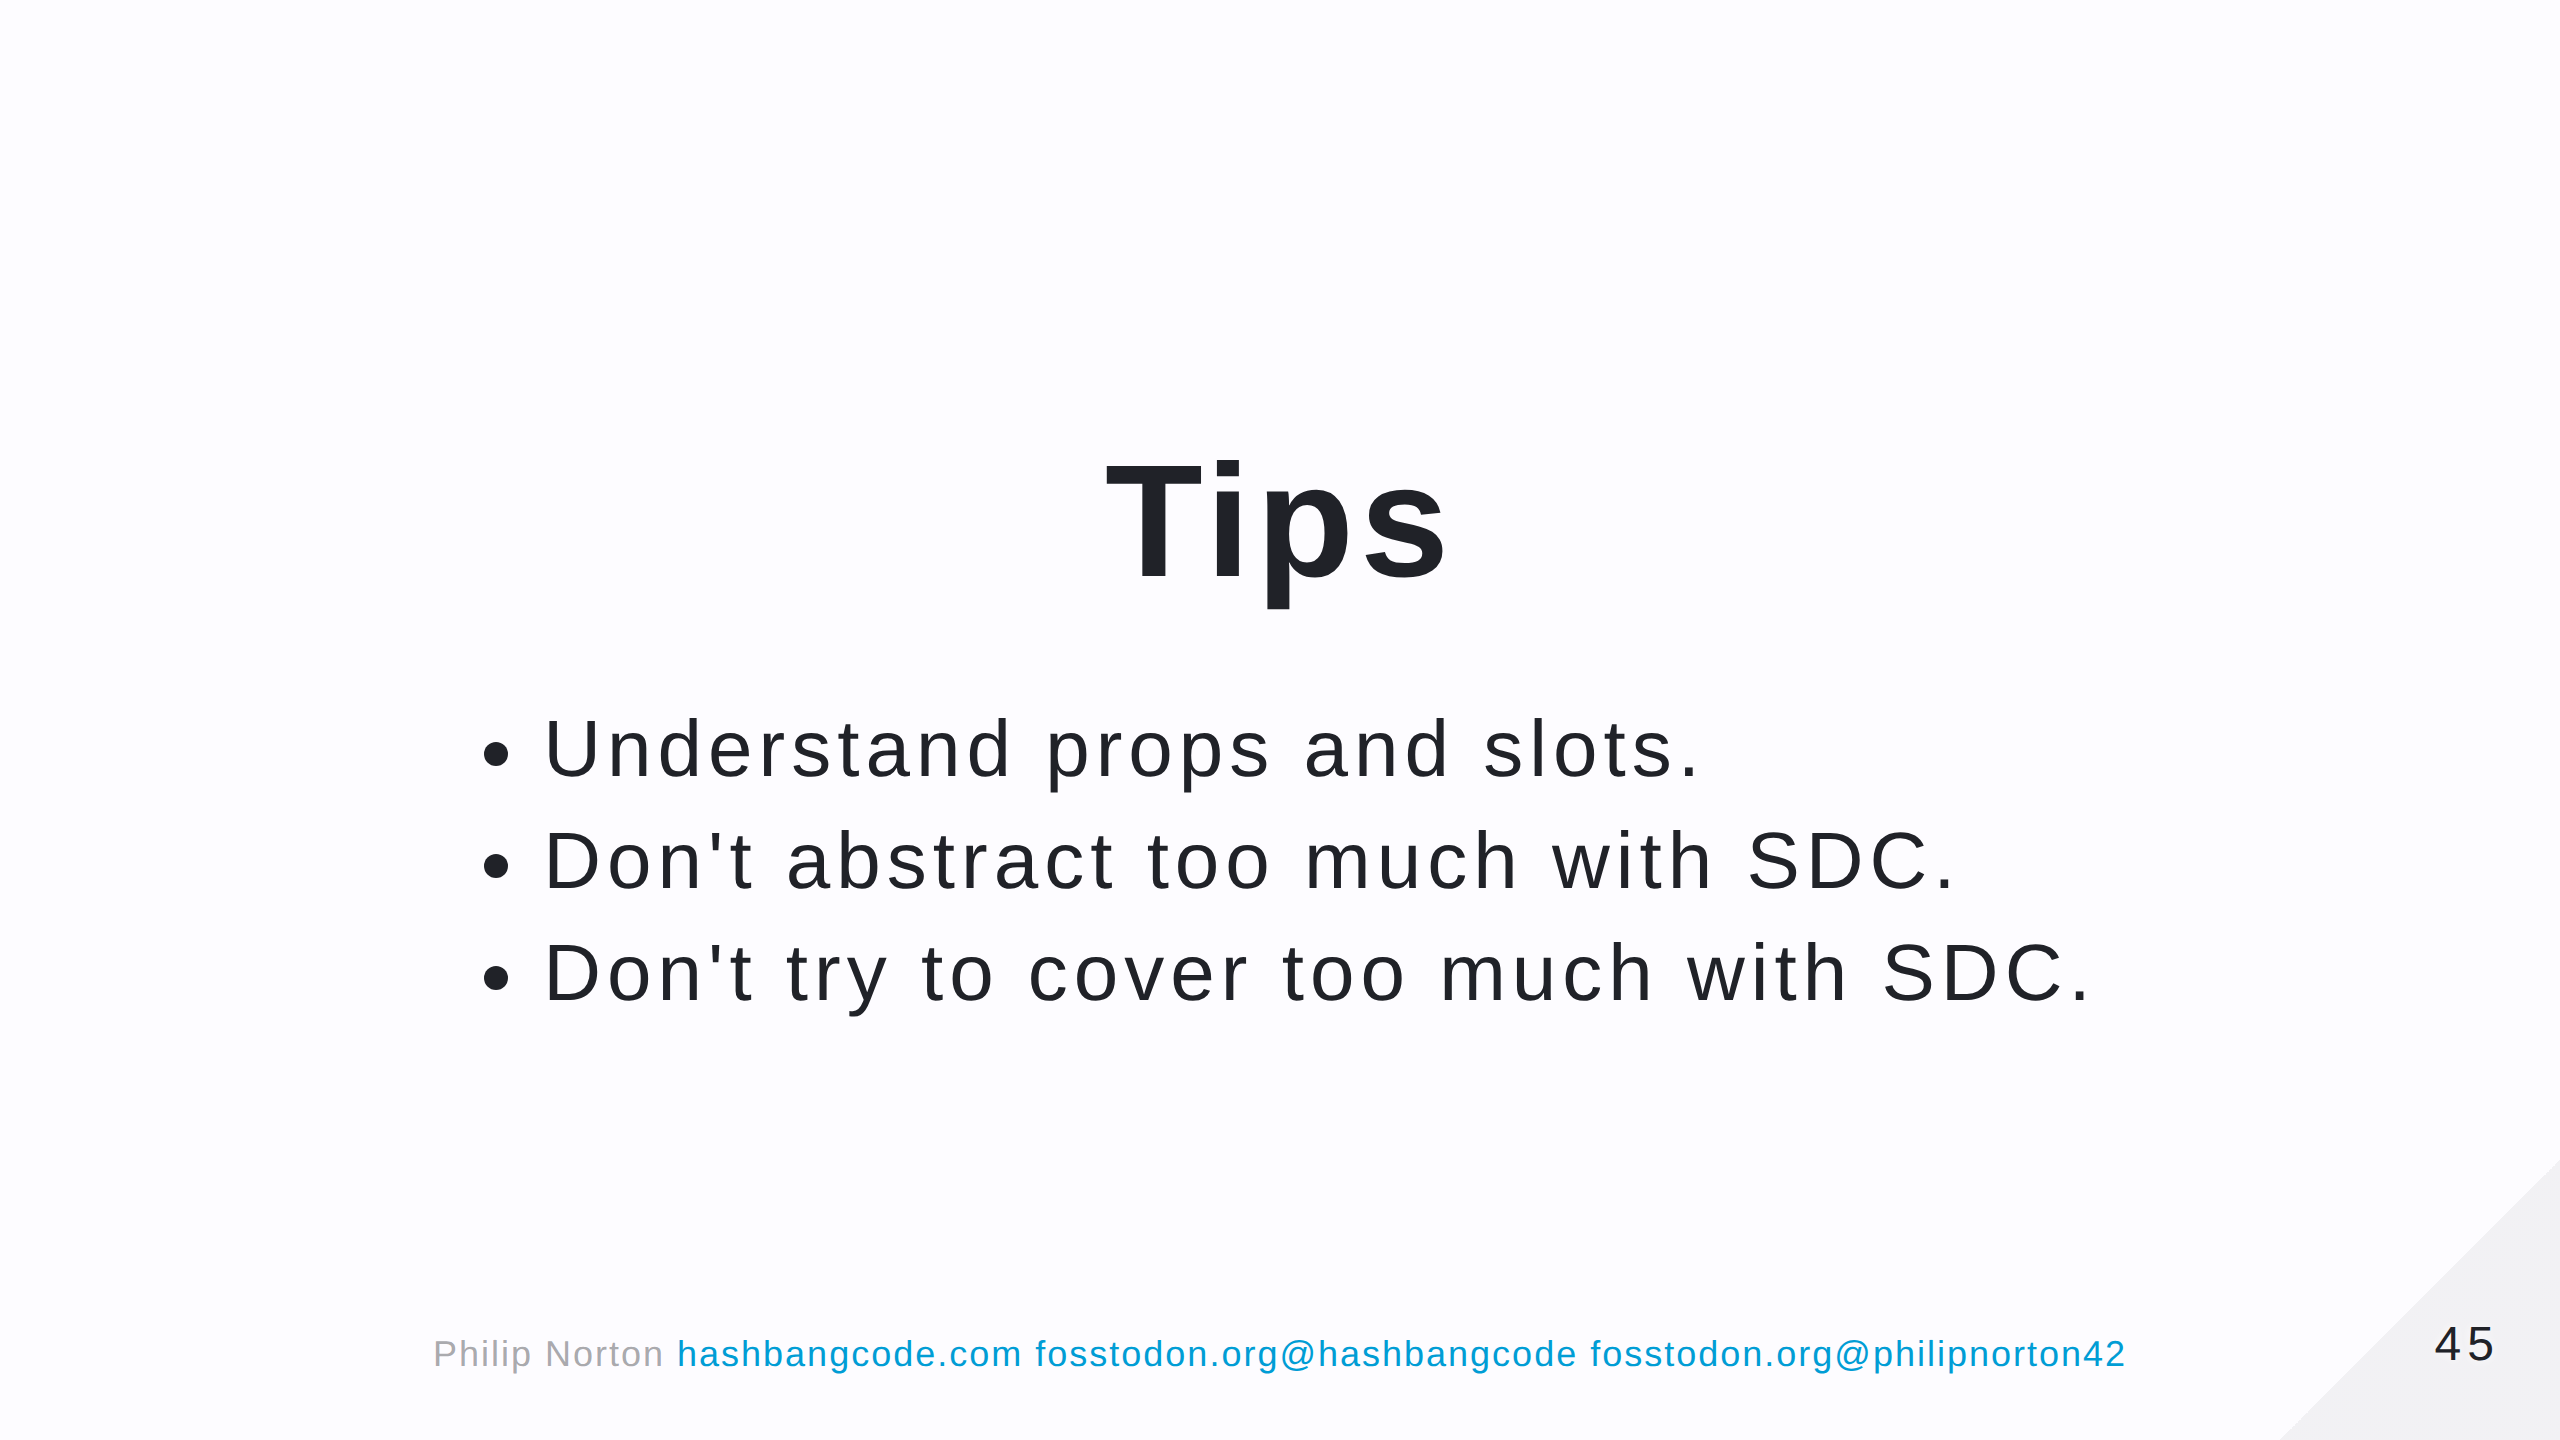 Tips
• Understand props and slots.
• Don't abstract too much with SDC.
• Don't try to cover too much with SDC.
Philip Norton hashbangcode.com fosstodon.org@hashbangcode fosstodon.org@philipnorton42
45